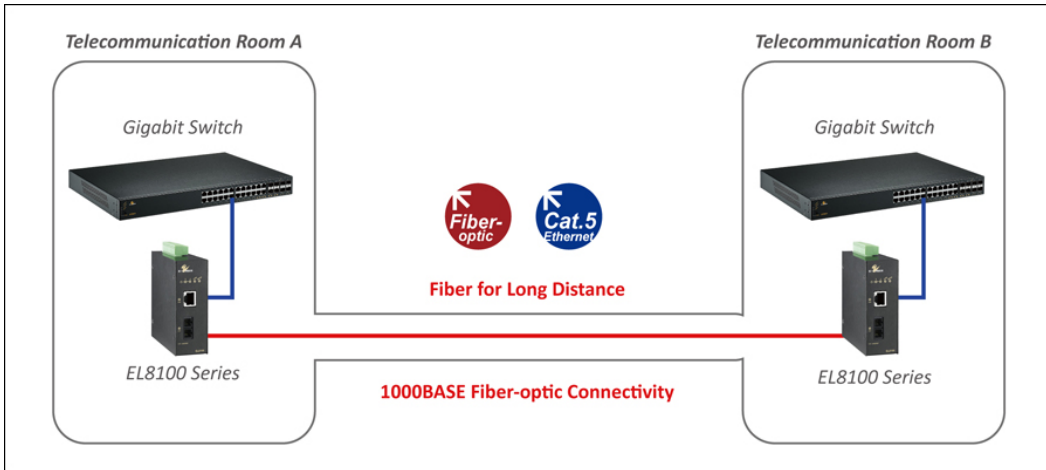 Telecommunication Room A
Telecommunication Room B
Gigabit Switch
Gigabit Switch
Fiber-
optic
Cat.5
Ethernet
Fiber for Long Distance
EL8100 Series
EL8100 Series
1000BASE Fiber-optic Connectivity